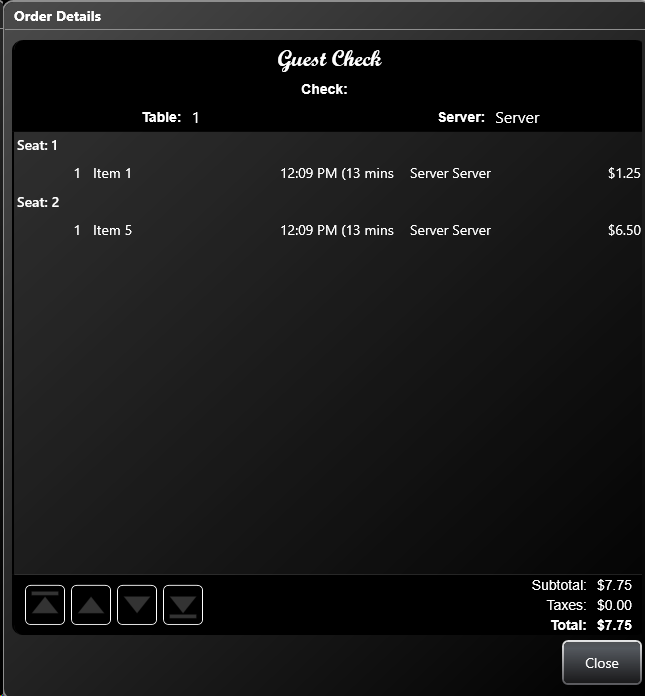 Order Details
Guest Check
Check:
Table: 1 Server: Server
Seat: 1
1 Item 1 12:09 PM (13 mins Server Server $1.25
Seat: 2
1 Item 5 12:09 PM (13 mins Server Server $6.50
Subtotal: $7.75
Taxes: $0.00
Total: $7.75
Close